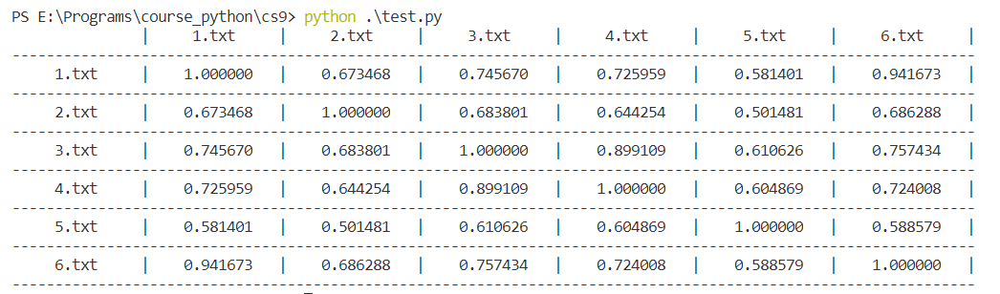 PS E:\Programs\course_python\cs9> python .\test.py
| 1.txt | 2.txt | 3.txt | 4.txt | 5.txt | 6.txt |
----------------------------------------------------------------------------------------------------------------
1.txt | 1.000000 | 0.673468 | 0.745670 | 0.725959 | 0.581401 | 0.941673 |
----------------------------------------------------------------------------------------------------------------
2.txt | 0.673468 | 1.000000 | 0.683801 | 0.644254 | 0.501481 | 0.686288 |
----------------------------------------------------------------------------------------------------------------
3.txt | 0.745670 | 0.683801 | 1.000000 | 0.899109 | 0.610626 | 0.757434 |
----------------------------------------------------------------------------------------------------------------
4.txt | 0.725959 | 0.644254 | 0.899109 | 1.000000 | 0.604869 | 0.724008 |
----------------------------------------------------------------------------------------------------------------
5.txt | 0.581401 | 0.501481 | 0.610626 | 0.604869 | 1.000000 | 0.588579 |
----------------------------------------------------------------------------------------------------------------
6.txt | 0.941673 | 0.686288 | 0.757434 | 0.724008 | 0.588579 | 1.000000 |
----------------------------------------------------------------------------------------------------------------